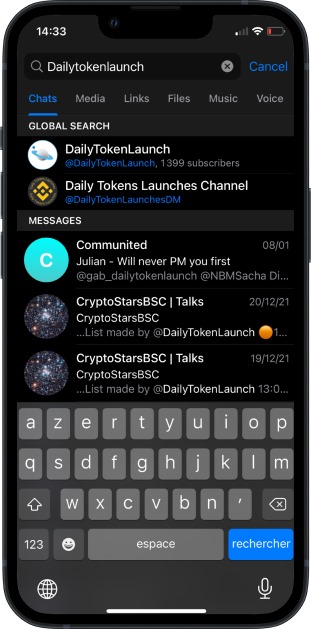 14:33
Dailytokenlaunch
Cancel
Chats Media Links Files Music Voice
GLOBAL SEARCH
DailyTokenLaunch
@DailyTokenLaunch, 1 399 subscribers
Daily Tokens Launches Channel
@DailyTokenLaunchesDM
MESSAGES
Communited 08/01
C
Julian - Will never PM you first
@gab_dailytokenlaunch @NBMSacha Di...
CryptoStarsBSC | Talks 20/12/21
CryptoStarsBSC
...List made by @DailyTokenLaunch 🟠1...
CryptoStarsBSC | Talks 19/12/21
CryptoStarsBSC
...List made by @DailyTokenLaunch 13:0...
a z e r t y u i o p
q s d f g h j k l m
w x c v b n ’
123 espace rechercher